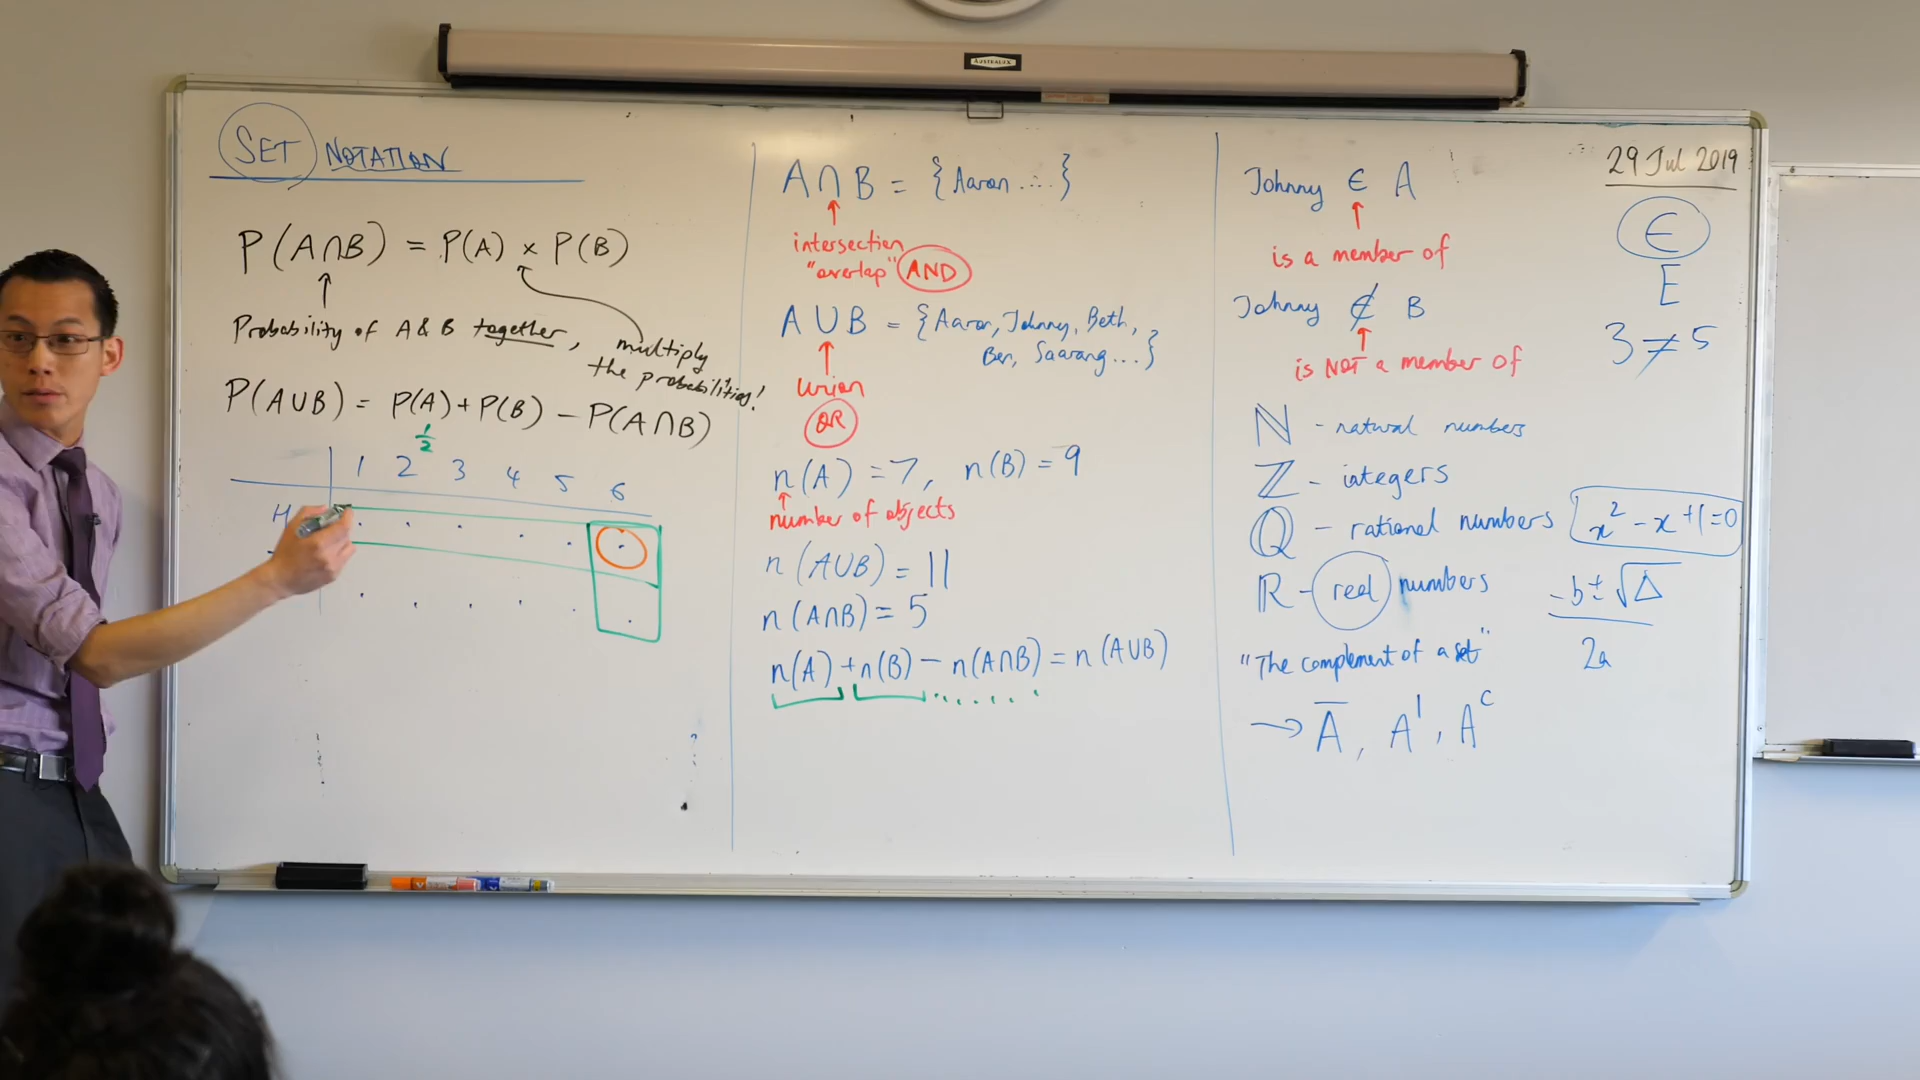 AUSTRALEX
SET NOTATION
P(A∩B) = P(A) × P(B)
↑
Probability of A & B together, multiply
the probabilities!
P(A∪B) = P(A) + P(B) − P(A∩B)
1/2
1 2 3 4 5 6
H
A∩B = {Aaron ...}
↑
intersection
"overlap" AND
A∪B = {Aaron, Johnny, Beth,
Ben, Saarang ...}
↑
union
OR
n(A) = 7, n(B) = 9
↑
number of objects
n(A∪B) = 11
n(A∩B) = 5
n(A) + n(B) − n(A∩B) = n(A∪B)
29 Jul 2019
Johnny ∈ A
↑
is a member of
Johnny ∉ B
↑
is NOT a member of
∈
E
3 ≠ 5
ℕ - natural numbers
ℤ - integers
ℚ - rational numbers
ℝ - real numbers
x² − x + 1 = 0
−b ± √Δ
2a
"The complement of a set"
→ A̅, A', Aᶜ